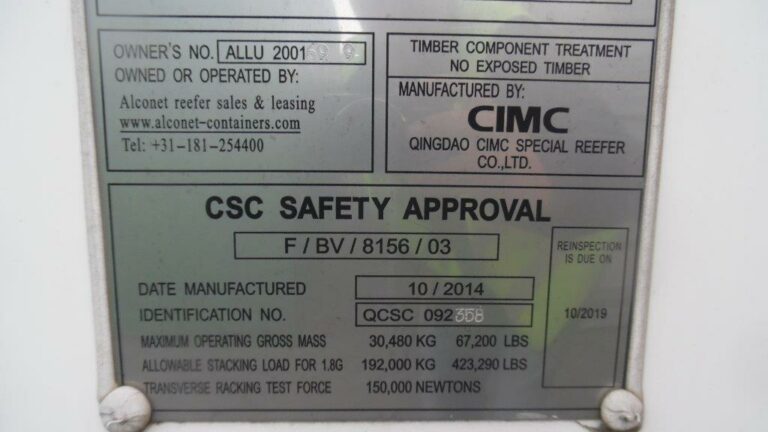 OWNER'S NO. ALLU 2001
OWNED OR OPERATED BY:
Alconet reefer sales & leasing
www.alconet-containers.com
Tel: +31-181-254400
TIMBER COMPONENT TREATMENT
NO EXPOSED TIMBER
MANUFACTURED BY:
CIMC
QINGDAO CIMC SPECIAL REEFER
CO.,LTD.
CSC SAFETY APPROVAL
F / BV / 8156 / 03
DATE MANUFACTURED 10 / 2014
IDENTIFICATION NO. QCSC 092358
MAXIMUM OPERATING GROSS MASS 30,480 KG 67,200 LBS
ALLOWABLE STACKING LOAD FOR 1.8G 192,000 KG 423,290 LBS
TRANSVERSE RACKING TEST FORCE 150,000 NEWTONS
REINSPECTION
IS DUE ON
10/2019